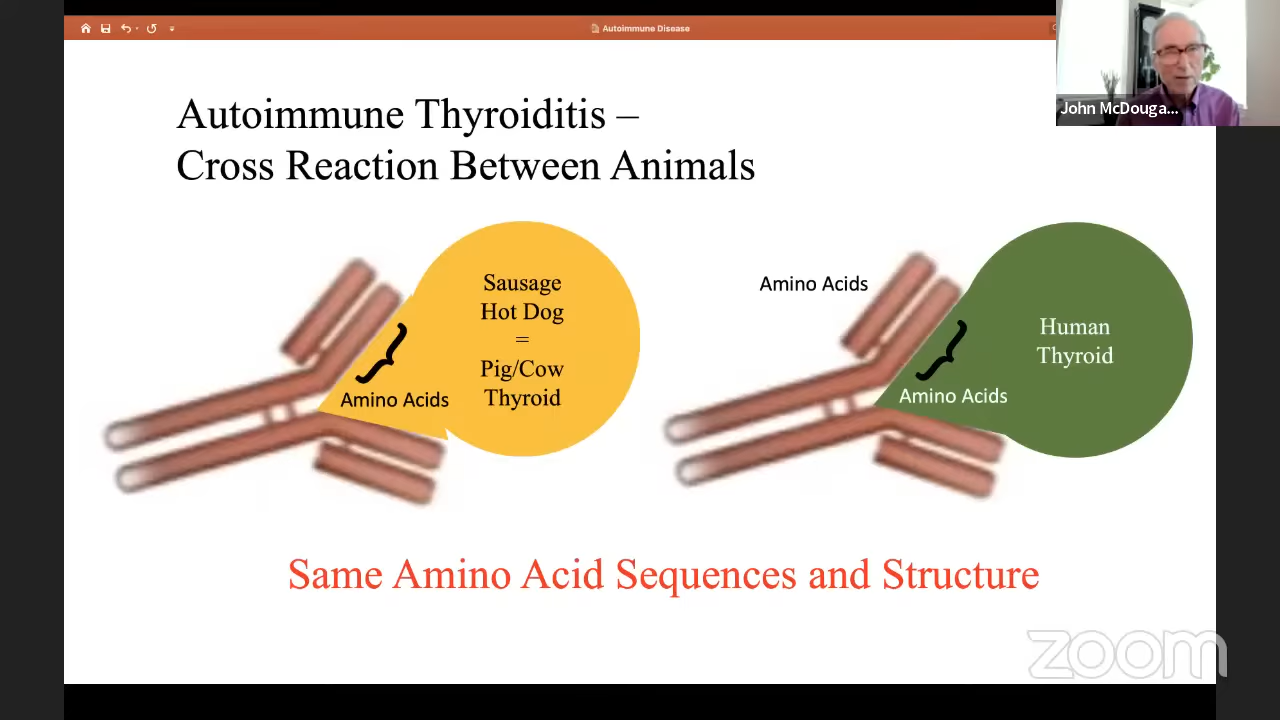 Autoimmune Disease
John McDouga...
Autoimmune Thyroiditis –
Cross Reaction Between Animals
Sausage
Hot Dog
=
Pig/Cow
Thyroid
Amino Acids
Amino Acids
Human
Thyroid
Amino Acids
Same Amino Acid Sequences and Structure
zoom